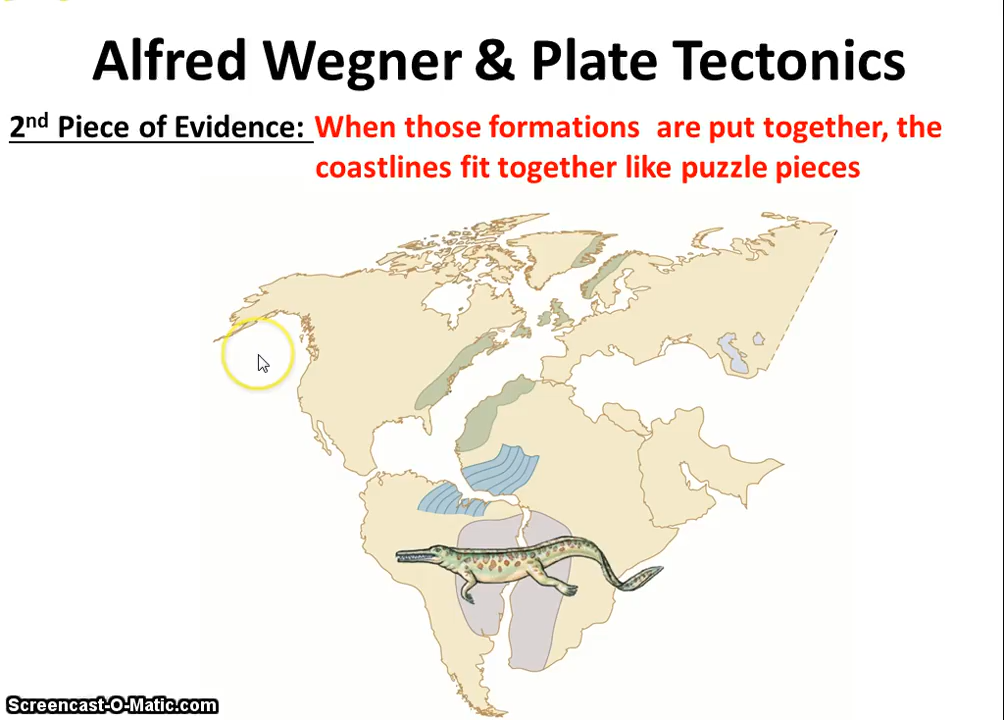 Alfred Wegner & Plate Tectonics
2nd Piece of Evidence: When those formations are put together, the
coastlines fit together like puzzle pieces
Screencast-O-Matic.com